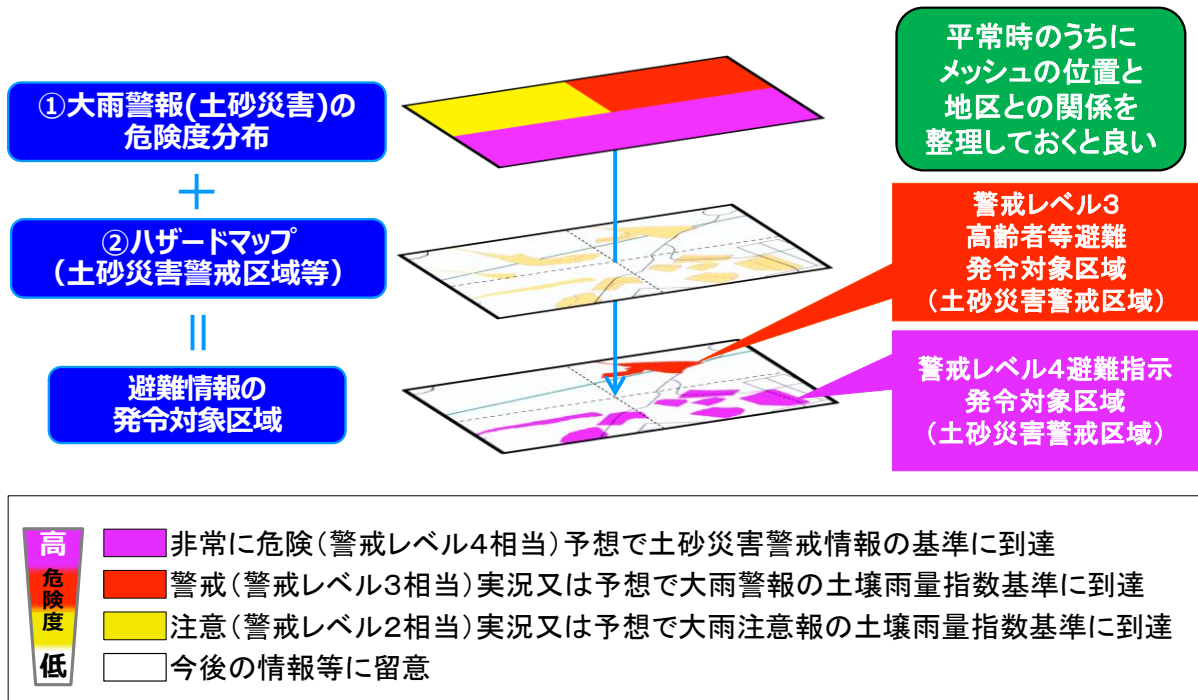 ①大雨警報(土砂災害)の
危険度分布
＋
②ハザードマップ
（土砂災害警戒区域等）
＝
避難情報の
発令対象区域
平常時のうちに
メッシュの位置と
地区との関係を
整理しておくと良い
警戒レベル３
高齢者等避難
発令対象区域
（土砂災害警戒区域）
警戒レベル４避難指示
発令対象区域
（土砂災害警戒区域）
高
危険度
低
非常に危険（警戒レベル４相当）予想で土砂災害警戒情報の基準に到達
警戒（警戒レベル３相当）実況又は予想で大雨警報の土壌雨量指数基準に到達
注意（警戒レベル２相当）実況又は予想で大雨注意報の土壌雨量指数基準に到達
今後の情報等に留意